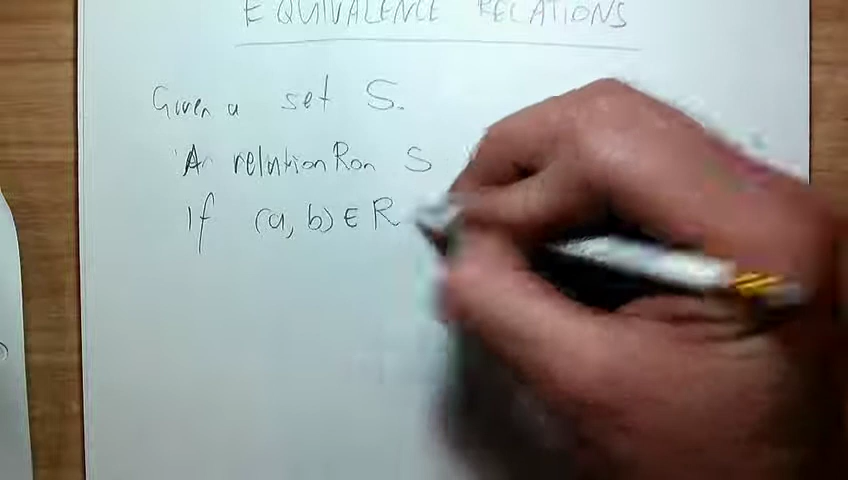 EQUIVALENCE RELATIONS
Given a set S.
A relation R on S
If (a, b) ∈ R